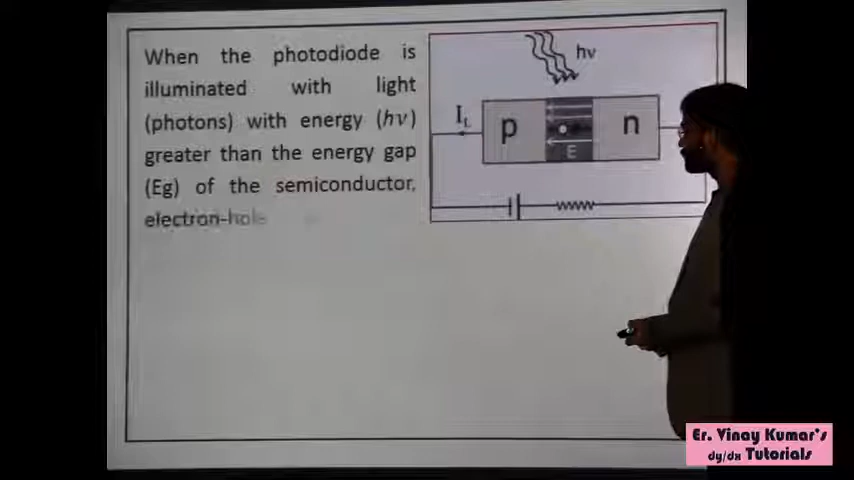 When the photodiode is
illuminated with light
(photons) with energy (hν)
greater than the energy gap
(Eg) of the semiconductor,
electron-hole
hν
I_L
p
n
E
Er. Vinay Kumar's
dy/dx Tutorials